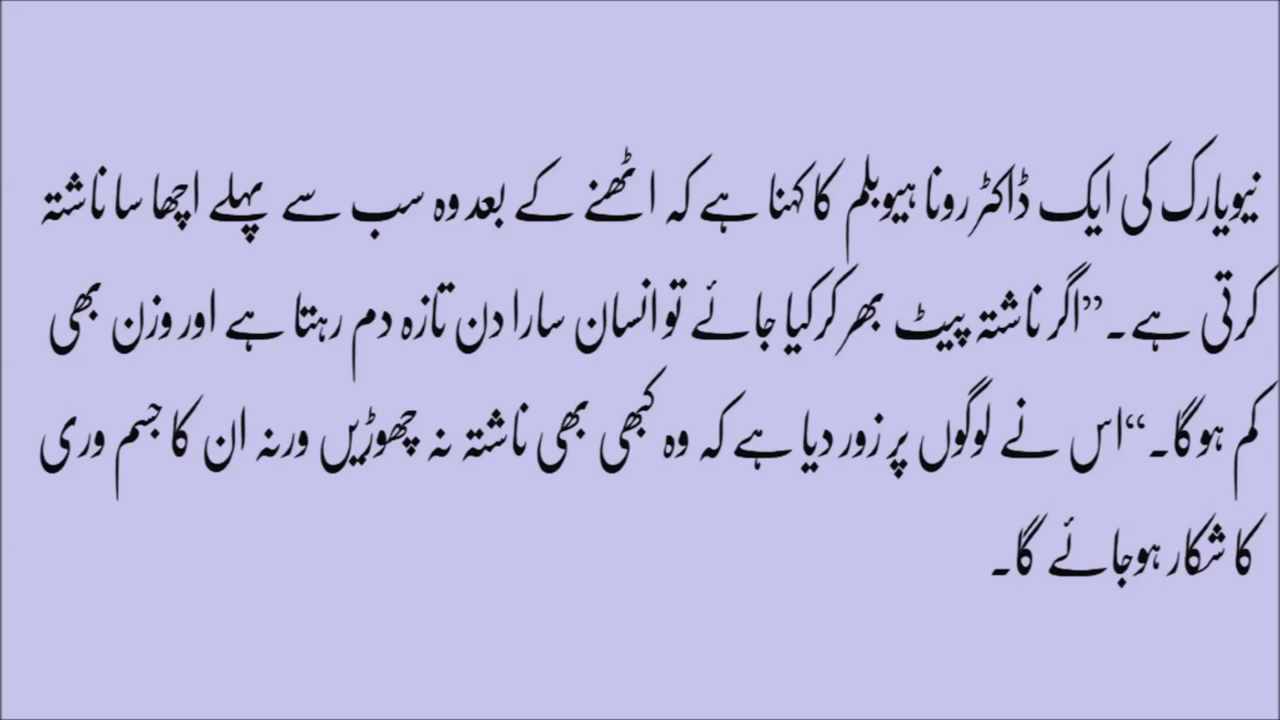 نیویارک کی ایک ڈاکٹر رونا ہیوبلم کا کہنا ہے کہ اٹھنے کے بعد وہ سب سے پہلے اچھا سا ناشتہ
کرتی ہے۔ ”اگر ناشتہ پیٹ بھر کر کیا جائے تو انسان سارا دن تازہ دم رہتا ہے اور وزن بھی
کم ہوگا۔“ اس نے لوگوں پر زور دیا ہے کہ وہ کبھی بھی ناشتہ نہ چھوڑیں ورنہ ان کا جسم وری
کا شکار ہوجائے گا۔